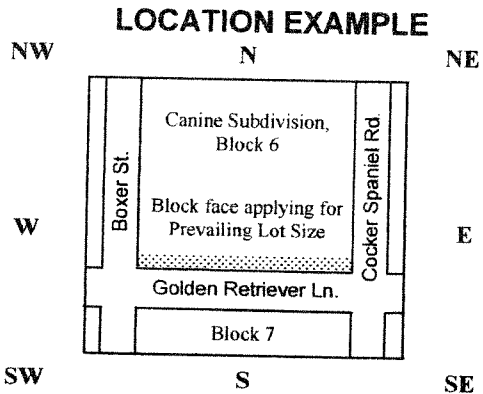 LOCATION EXAMPLE
NW N NE
Canine Subdivision,
Block 6
Boxer St.
Cocker Spaniel Rd.
Block face applying for
Prevailing Lot Size
W E
Golden Retriever Ln.
Block 7
SW S SE